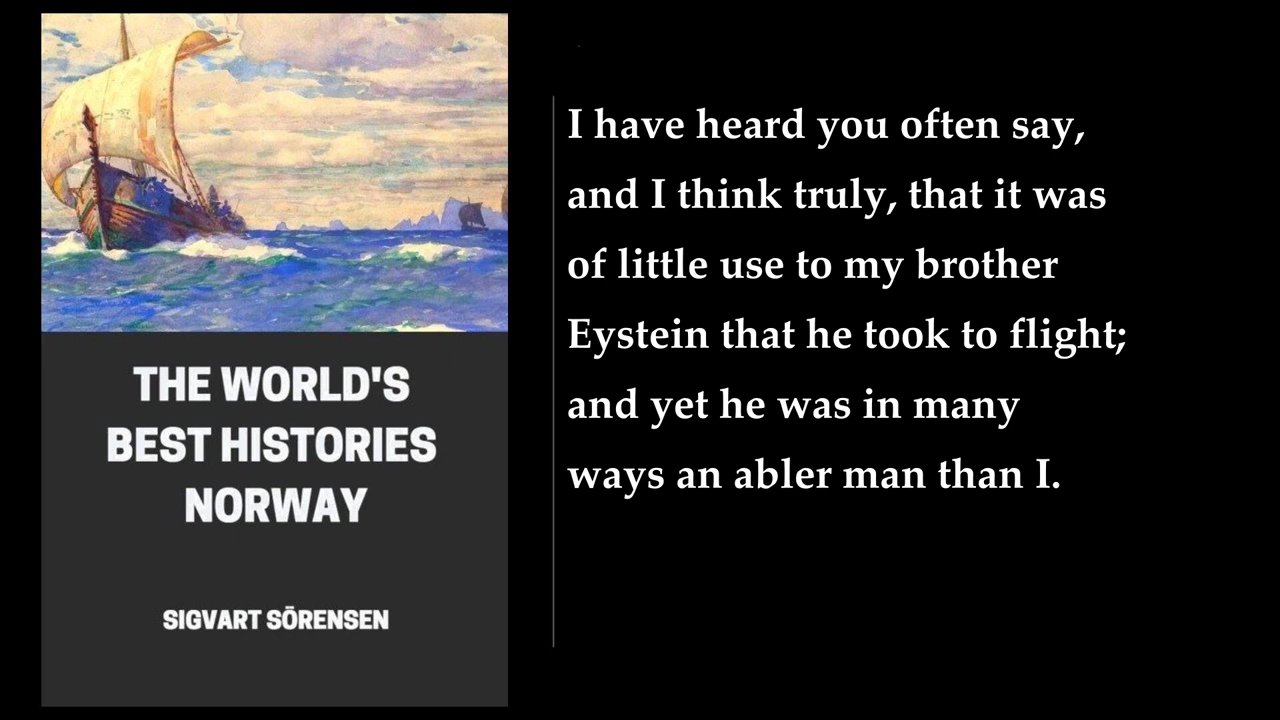 THE WORLD'S
BEST HISTORIES
NORWAY
SIGVART SÖRENSEN
I have heard you often say,
and I think truly, that it was
of little use to my brother
Eystein that he took to flight;
and yet he was in many
ways an abler man than I.